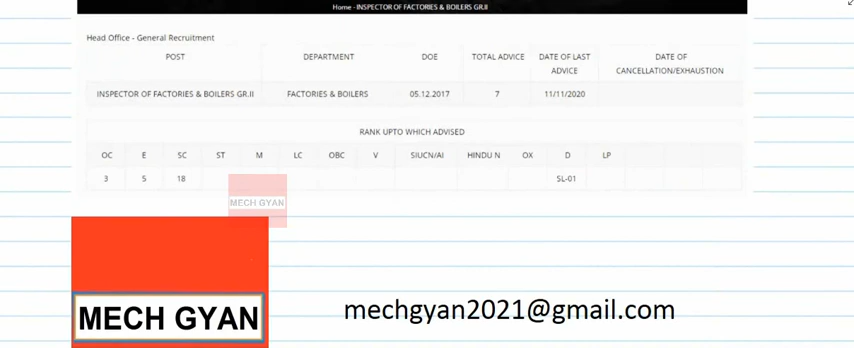 Home - INSPECTOR OF FACTORIES & BOILERS GR.II
Head Office - General Recruitment
POST DEPARTMENT DOE TOTAL ADVICE DATE OF LAST ADVICE DATE OF CANCELLATION/EXHAUSTION
INSPECTOR OF FACTORIES & BOILERS GR.II FACTORIES & BOILERS 05.12.2017 7 11/11/2020
RANK UPTO WHICH ADVISED
OC E SC ST M LC OBC V SIUCN/AI HINDU N OX D LP
3 5 18 SL-01
MECH GYAN
MECH GYAN
mechgyan2021@gmail.com